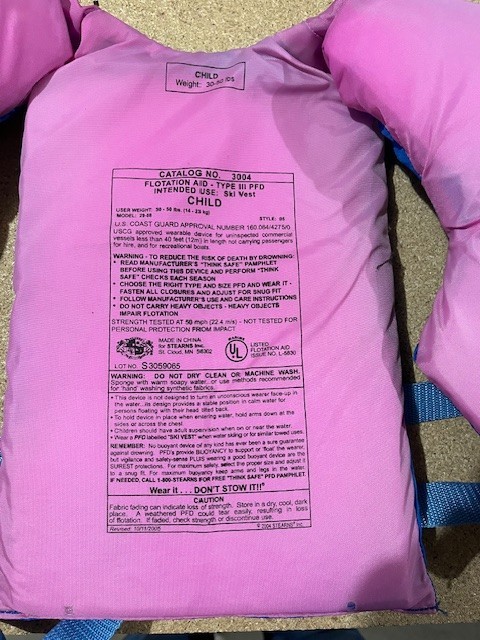 CHILD
Weight: 30-50 lbs
CATALOG NO. 3004
FLOTATION AID - TYPE III PFD
INTENDED USE: Ski Vest
CHILD
USER WEIGHT: 30 - 50 lbs. (14 - 23 kg)
MODEL: STYLE: 05
U.S. COAST GUARD APPROVAL NUMBER 160.064/4275/0
USCG approved wearable device for uninspected commercial
vessels less than 40 feet (12m) in length not carrying passengers
for hire, and for recreational boats.
WARNING - TO REDUCE THE RISK OF DEATH BY DROWNING:
• READ MANUFACTURER'S "THINK SAFE" PAMPHLET
BEFORE USING THIS DEVICE AND PERFORM "THINK
SAFE" CHECKS EACH SEASON
• CHOOSE THE RIGHT TYPE AND SIZE PFD AND WEAR IT -
FASTEN ALL CLOSURES AND ADJUST FOR SNUG FIT
• FOLLOW MANUFACTURER'S USE AND CARE INSTRUCTIONS
• DO NOT CARRY HEAVY OBJECTS - HEAVY OBJECTS
IMPAIR FLOTATION
STRENGTH TESTED AT 50 mph (22.4 m/s) - NOT TESTED FOR
PERSONAL PROTECTION FROM IMPACT
MADE IN CHINA
for STEARNS Inc.
St. Cloud, MN 56302
MARINE
UL
LISTED
FLOTATION AID
ISSUE NO. L-5830
LOT NO. S3059065
WARNING: DO NOT DRY CLEAN OR MACHINE WASH.
Sponge with warm soapy water...or use methods recommended
for 'hand' washing synthetic fabrics.
• This device is not designed to turn an unconscious wearer face-up in
the water...its design provides a stable position in calm water for
persons floating with their head tilted back.
• To hold device in place when entering water, hold arms down at the
sides or across the chest.
• Children should have adult supervision when on or near the water.
• Wear a PFD labelled "SKI VEST" when water skiing or for similar towed uses.
REMEMBER: No buoyant device of any kind has ever been a sure guarantee
against drowning. PFD's provide BUOYANCY to support or 'float' the wearer,
but vigilance and safety-sense PLUS wearing a good buoyant device are the
SUREST protections. For maximum safety, select the proper size and adjust it
to a snug fit. For maximum buoyancy keep arms and legs in the water.
IF NEEDED, CALL 1-800-STEARNS FOR FREE "THINK SAFE" PFD PAMPHLET.
Wear it . . . DON'T STOW IT!!®
CAUTION
Fabric fading can indicate loss of strength. Store in a dry, cool, dark
place. A weathered PFD could tear easily, resulting in loss
of flotation. If faded, check strength or discontinue use.
Revised: 10/11/2005 © 2004 STEARNS® Inc.